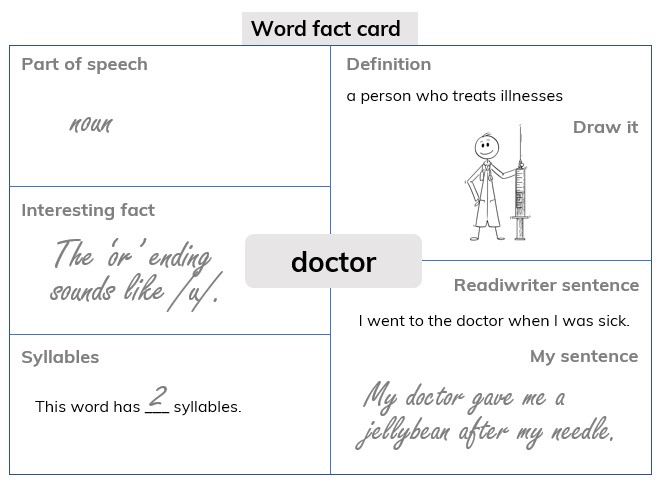 Word fact card
Part of speech
noun
Interesting fact
The 'or' ending
sounds like /u/.
Syllables
This word has 2 syllables.
doctor
Definition
a person who treats illnesses
Draw it
Readiwriter sentence
I went to the doctor when I was sick.
My sentence
My doctor gave me a
jellybean after my needle.